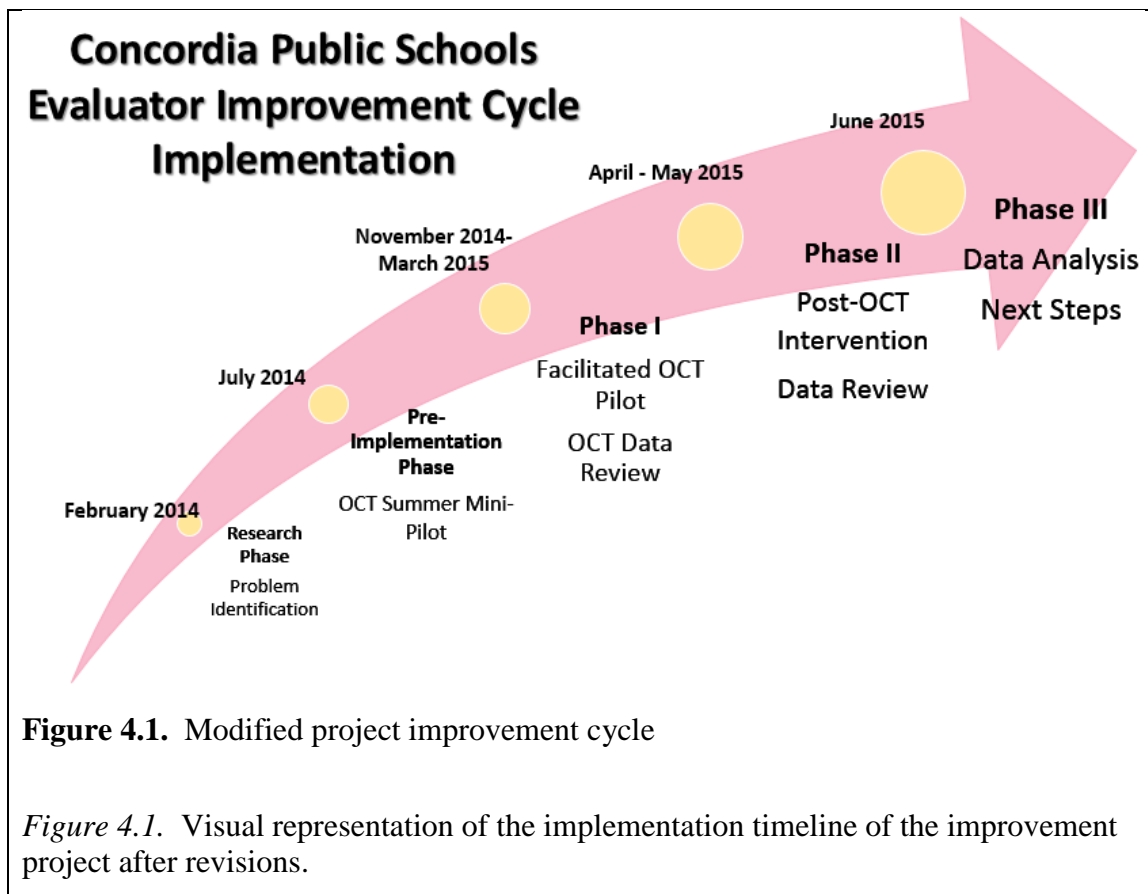 Concordia Public Schools
Evaluator Improvement Cycle
Implementation
February 2014
Research
Phase
Problem
Identification
July 2014
Pre-
Implementation
Phase
OCT Summer Mini-
Pilot
November 2014-
March 2015
Phase I
Facilitated OCT
Pilot
OCT Data
Review
April - May 2015
Phase II
Post-OCT
Intervention
Data Review
June 2015
Phase III
Data Analysis
Next Steps
Figure 4.1. Modified project improvement cycle
Figure 4.1. Visual representation of the implementation timeline of the improvement
project after revisions.